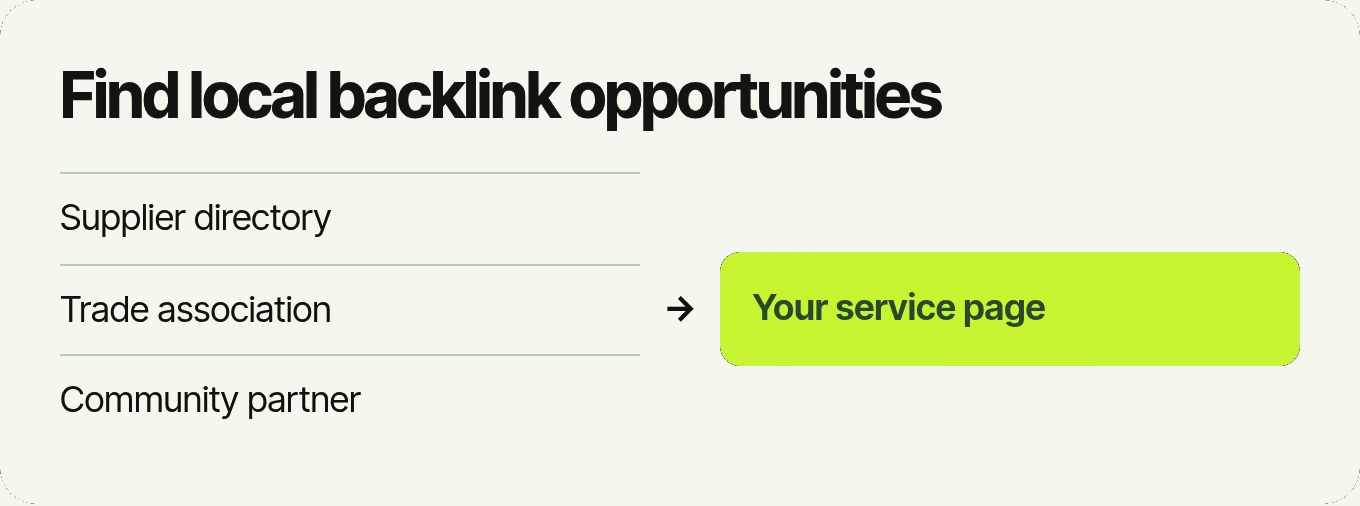 Find local backlink opportunities
Supplier directory
Trade association
→ Your service page
Community partner